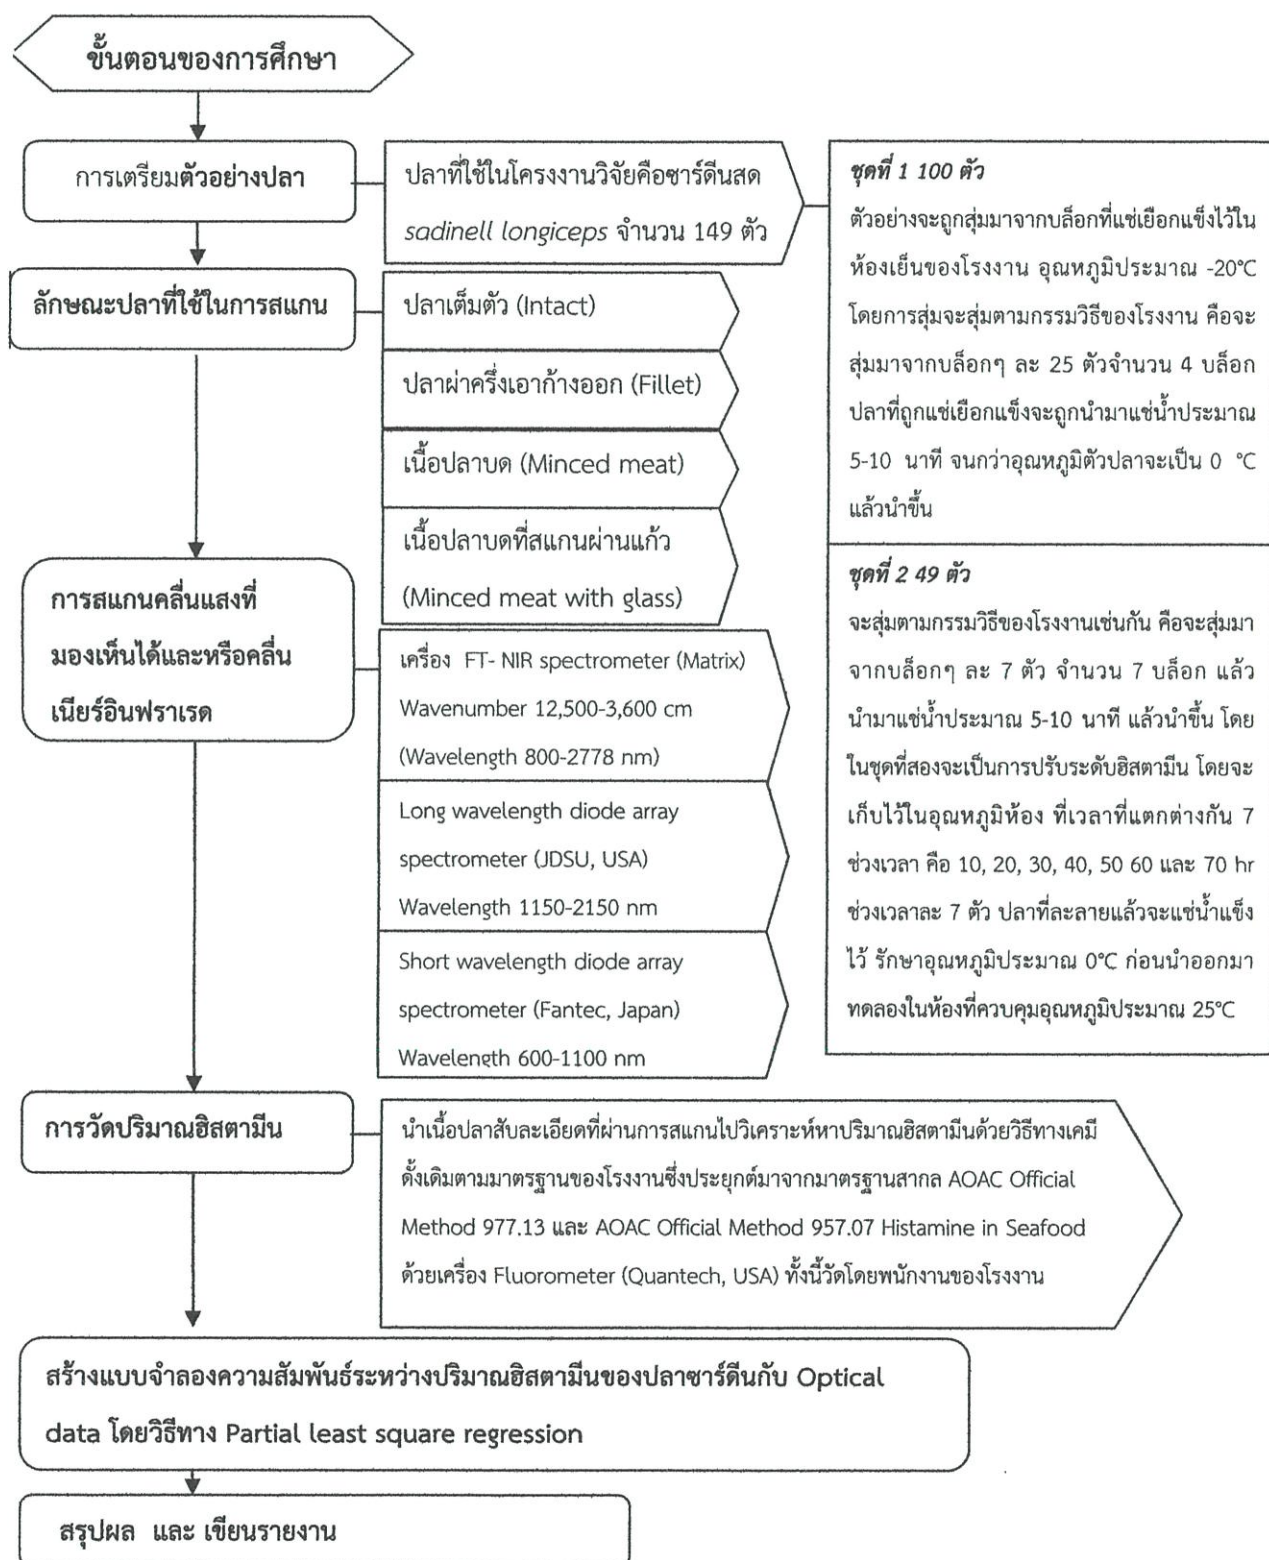 ขั้นตอนของการศึกษา
การเตรียมตัวอย่างปลา
ปลาที่ใช้ในโครงงานวิจัยคือซาร์ดีนสด
sadinell longiceps จำนวน 149 ตัว
ชุดที่ 1 100 ตัว
ตัวอย่างจะถูกสุ่มมาจากบล็อกที่แช่เยือกแข็งไว้ใน
ห้องเย็นของโรงงาน อุณหภูมิประมาณ -20°C
โดยการสุ่มจะสุ่มตามกรรมวิธีของโรงงาน คือจะ
สุ่มมาจากบล็อกๆ ละ 25 ตัวจำนวน 4 บล็อก
ปลาที่ถูกแช่เยือกแข็งจะถูกนำมาแช่น้ำประมาณ
5-10 นาที จนกว่าอุณหภูมิตัวปลาจะเป็น 0 °C
แล้วนำขึ้น
ชุดที่ 2 49 ตัว
จะสุ่มตามกรรมวิธีของโรงงานเช่นกัน คือจะสุ่มมา
จากบล็อกๆ ละ 7 ตัว จำนวน 7 บล็อก แล้ว
นำมาแช่น้ำประมาณ 5-10 นาที แล้วนำขึ้น โดย
ในชุดที่สองจะเป็นการปรับระดับฮิสตามีน โดยจะ
เก็บไว้ในอุณหภูมิห้อง ที่เวลาที่แตกต่างกัน 7
ช่วงเวลา คือ 10, 20, 30, 40, 50 60 และ 70 hr
ช่วงเวลาละ 7 ตัว ปลาที่ละลายแล้วจะแช่น้ำแข็ง
ไว้ รักษาอุณหภูมิประมาณ 0°C ก่อนนำออกมา
ทดลองในห้องที่ควบคุมอุณหภูมิประมาณ 25°C
ลักษณะปลาที่ใช้ในการสแกน
ปลาเต็มตัว (Intact)
ปลาผ่าครึ่งเอาก้างออก (Fillet)
เนื้อปลาบด (Minced meat)
เนื้อปลาบดที่สแกนผ่านแก้ว
(Minced meat with glass)
การสแกนคลื่นแสงที่
มองเห็นได้และหรือคลื่น
เนียร์อินฟราเรด
เครื่อง FT- NIR spectrometer (Matrix)
Wavenumber 12,500-3,600 cm
(Wavelength 800-2778 nm)
Long wavelength diode array
spectrometer (JDSU, USA)
Wavelength 1150-2150 nm
Short wavelength diode array
spectrometer (Fantec, Japan)
Wavelength 600-1100 nm
การวัดปริมาณฮิสตามีน
นำเนื้อปลาสับละเอียดที่ผ่านการสแกนไปวิเคราะห์หาปริมาณฮิสตามีนด้วยวิธีทางเคมี
ดั้งเดิมตามมาตรฐานของโรงงานซึ่งประยุกต์มาจากมาตรฐานสากล AOAC Official
Method 977.13 และ AOAC Official Method 957.07 Histamine in Seafood
ด้วยเครื่อง Fluorometer (Quantech, USA) ทั้งนี้วัดโดยพนักงานของโรงงาน
สร้างแบบจำลองความสัมพันธ์ระหว่างปริมาณฮิสตามีนของปลาซาร์ดีนกับ Optical
data โดยวิธีทาง Partial least square regression
สรุปผล และ เขียนรายงาน